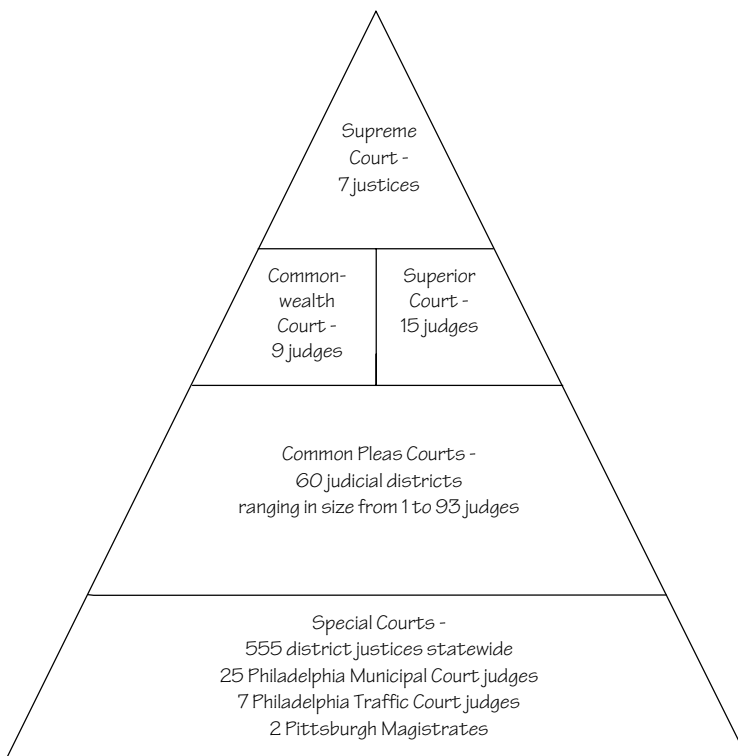 Supreme
Court -
7 justices
Common-
wealth
Court -
9 judges
Superior
Court -
15 judges
Common Pleas Courts -
60 judicial districts
ranging in size from 1 to 93 judges
Special Courts -
555 district justices statewide
25 Philadelphia Municipal Court judges
7 Philadelphia Traffic Court judges
2 Pittsburgh Magistrates